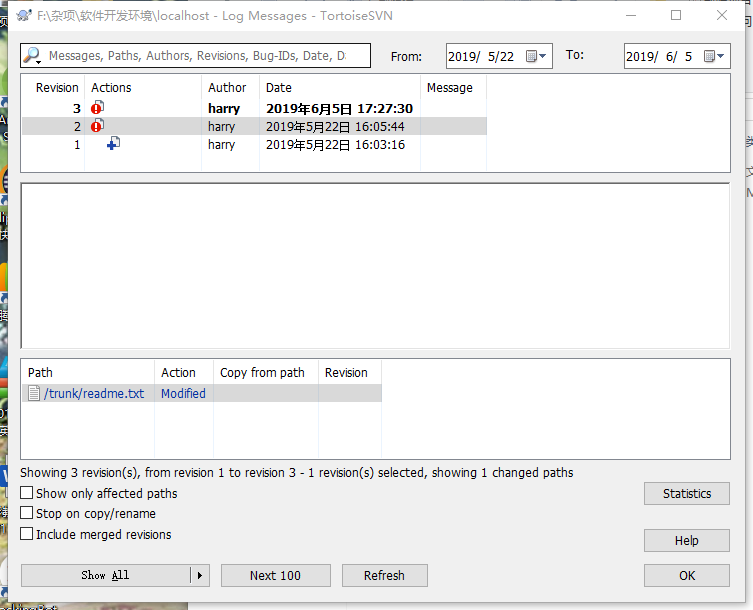 F:\杂项\软件开发环境\localhost - Log Messages - TortoiseSVN
Messages, Paths, Authors, Revisions, Bug-IDs, Date, D
From: 2019/ 5/22 To: 2019/ 6/ 5
Revision Actions Author Date Message
3 harry 2019年6月5日 17:27:30
2 harry 2019年5月22日 16:05:44
1 harry 2019年5月22日 16:03:16
Path Action Copy from path Revision
/trunk/readme.txt Modified
Showing 3 revision(s), from revision 1 to revision 3 - 1 revision(s) selected, showing 1 changed paths
Show only affected paths
Statistics
Stop on copy/rename
Include merged revisions
Help
Show All Next 100 Refresh OK